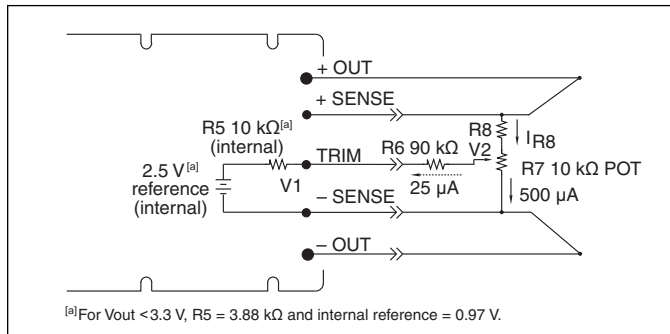 + OUT
+ SENSE
R5 10 kΩ[a]
(internal)
R6 90 kΩ
R8
IR8
V2
2.5 V[a]
reference
(internal)
TRIM
V1
25 μA
R7 10 kΩ POT
500 μA
– SENSE
– OUT
[a]For Vout <3.3 V, R5 = 3.88 kΩ and internal reference = 0.97 V.